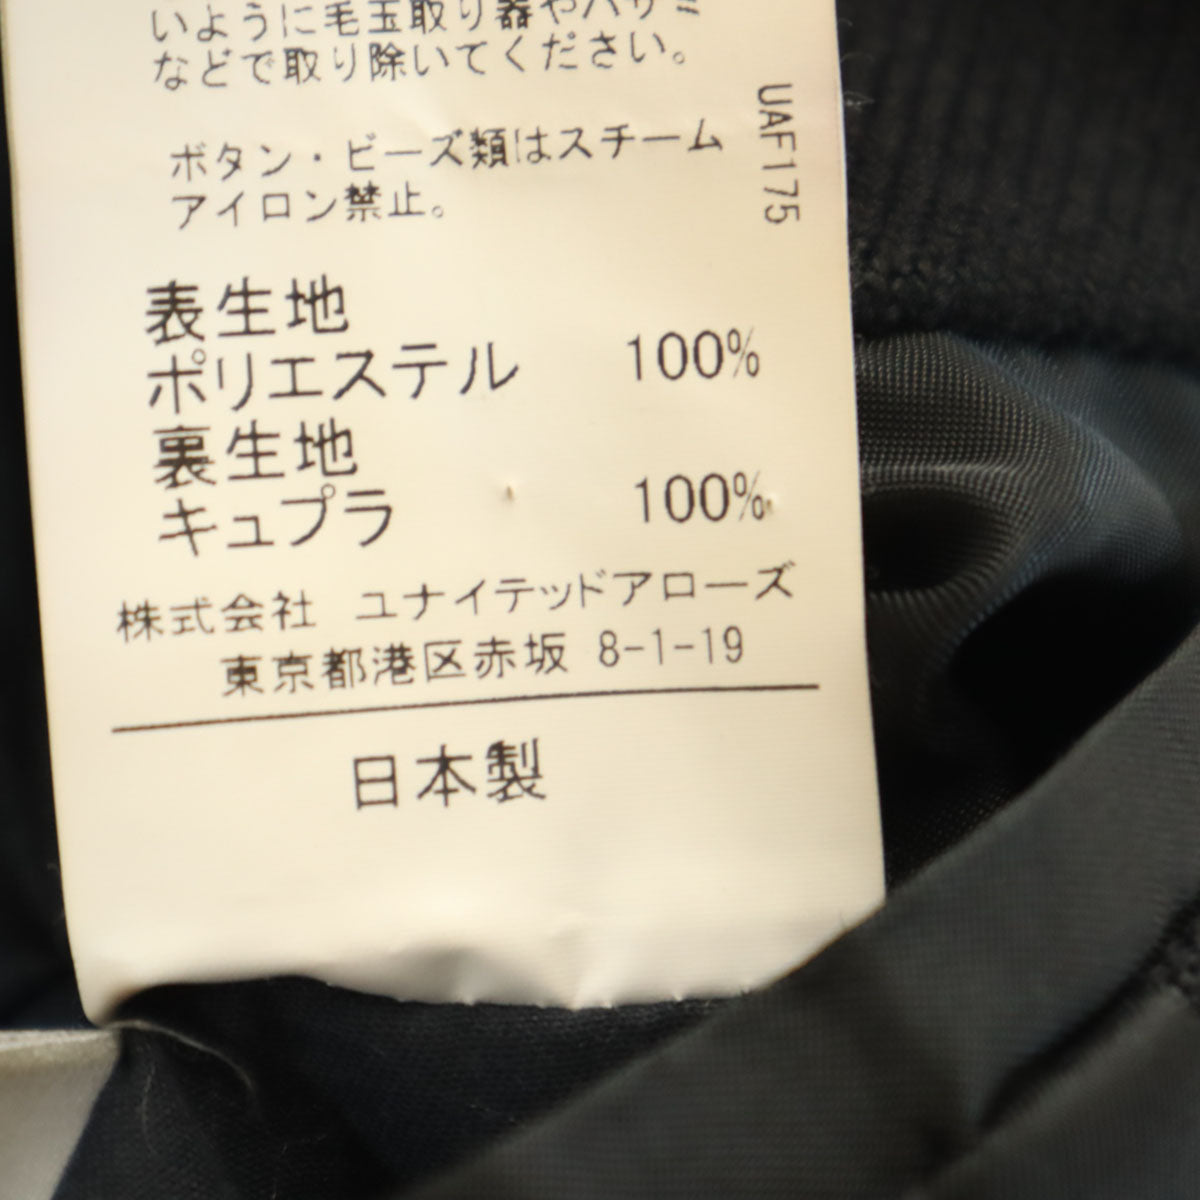 いように毛玉取り器やハサミ
などで取り除いてください。
ボタン・ビーズ類はスチーム
アイロン禁止。
UAF175
表生地
ポリエステル 100%
裏生地
キュプラ 100%
株式会社 ユナイテッドアローズ
東京都港区赤坂 8-1-19
日本製